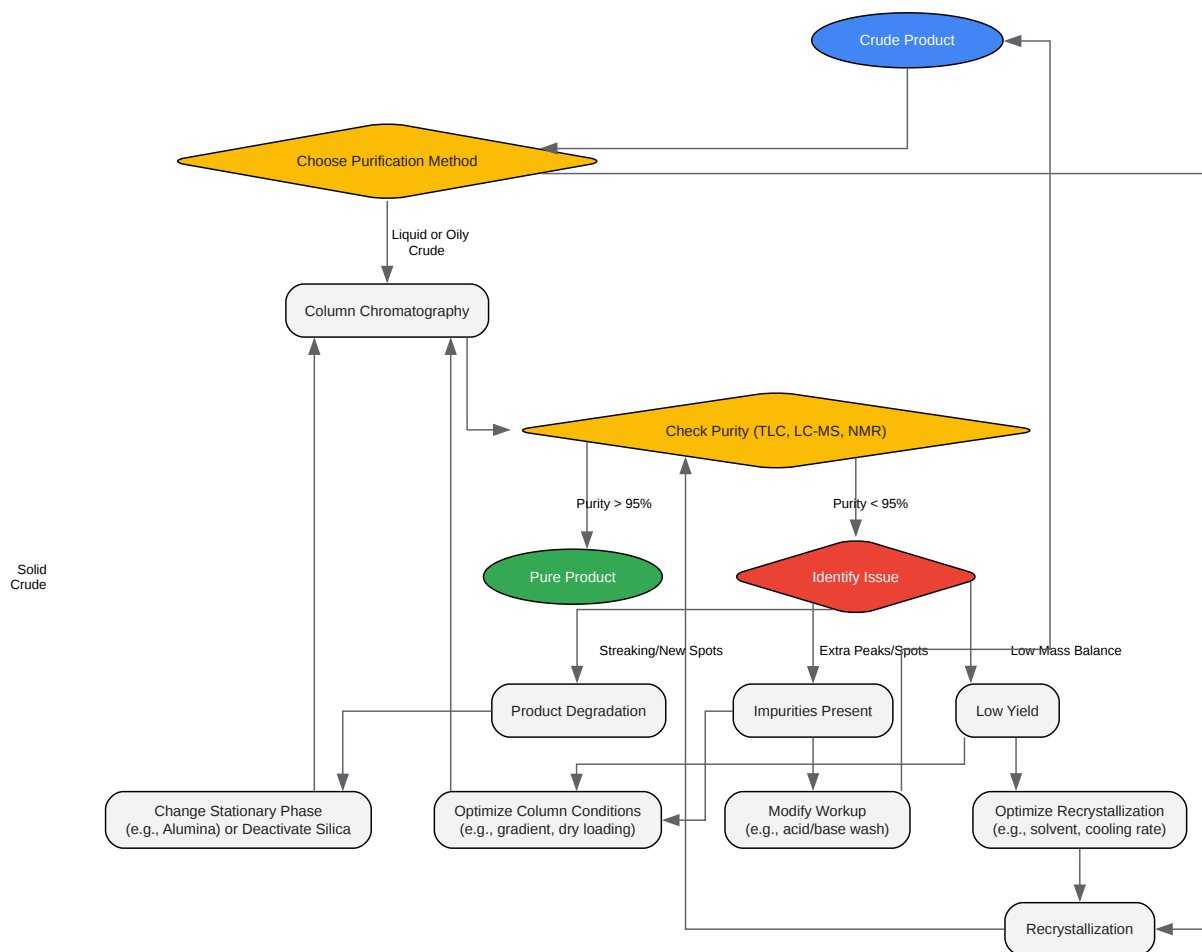 Crude Product
Choose Purification Method
Liquid or Oily
Crude
Column Chromatography
Check Purity (TLC, LC-MS, NMR)
Purity > 95%
Purity < 95%
Solid
Crude
Pure Product
Identify Issue
Streaking/New Spots
Extra Peaks/Spots
Low Mass Balance
Product Degradation
Impurities Present
Low Yield
Change Stationary Phase
(e.g., Alumina) or Deactivate Silica
Optimize Column Conditions
(e.g., gradient, dry loading)
Modify Workup
(e.g., acid/base wash)
Optimize Recrystallization
(e.g., solvent, cooling rate)
Recrystallization